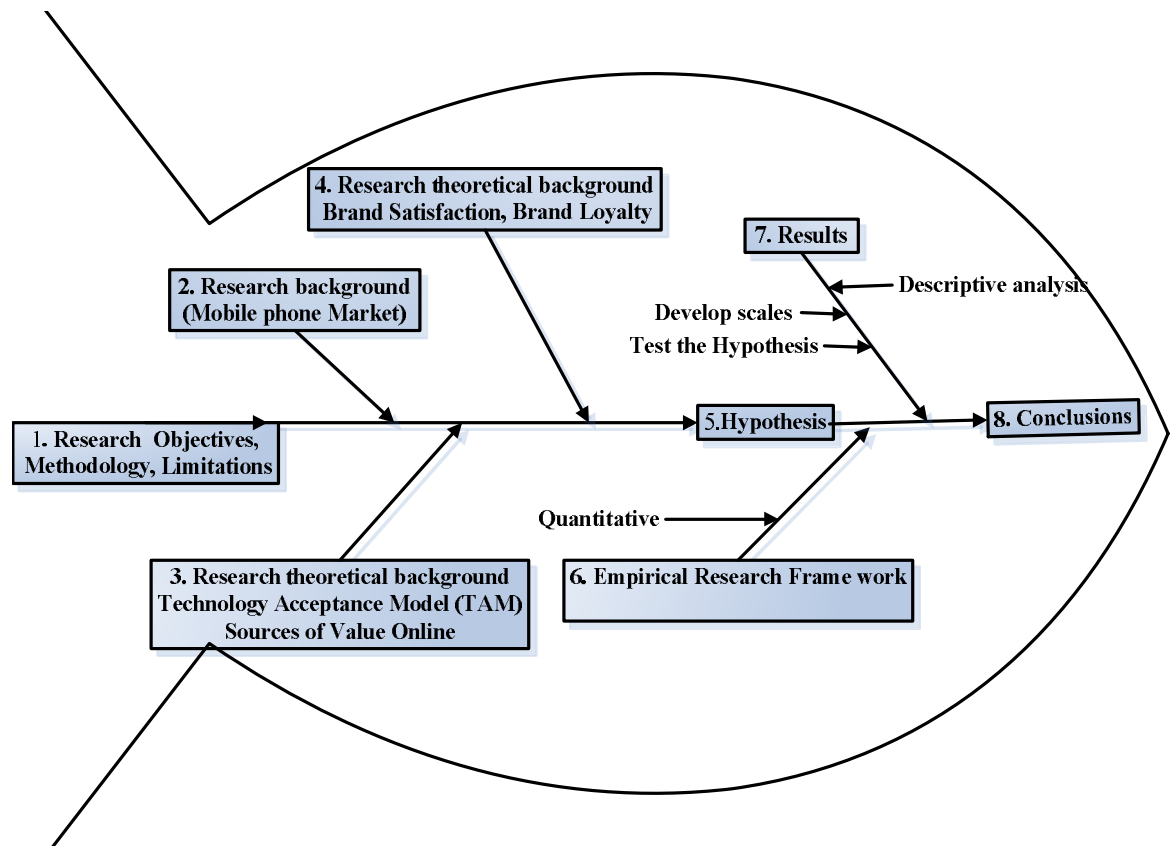 4. Research theoretical background
Brand Satisfaction, Brand Loyalty
7. Results
2. Research background
(Mobile phone Market)
Descriptive analysis
Develop scales
Test the Hypothesis
1. Research Objectives,
Methodology, Limitations
5.Hypothesis
8. Conclusions
Quantitative
3. Research theoretical background
Technology Acceptance Model (TAM)
Sources of Value Online
6. Empirical Research Frame work